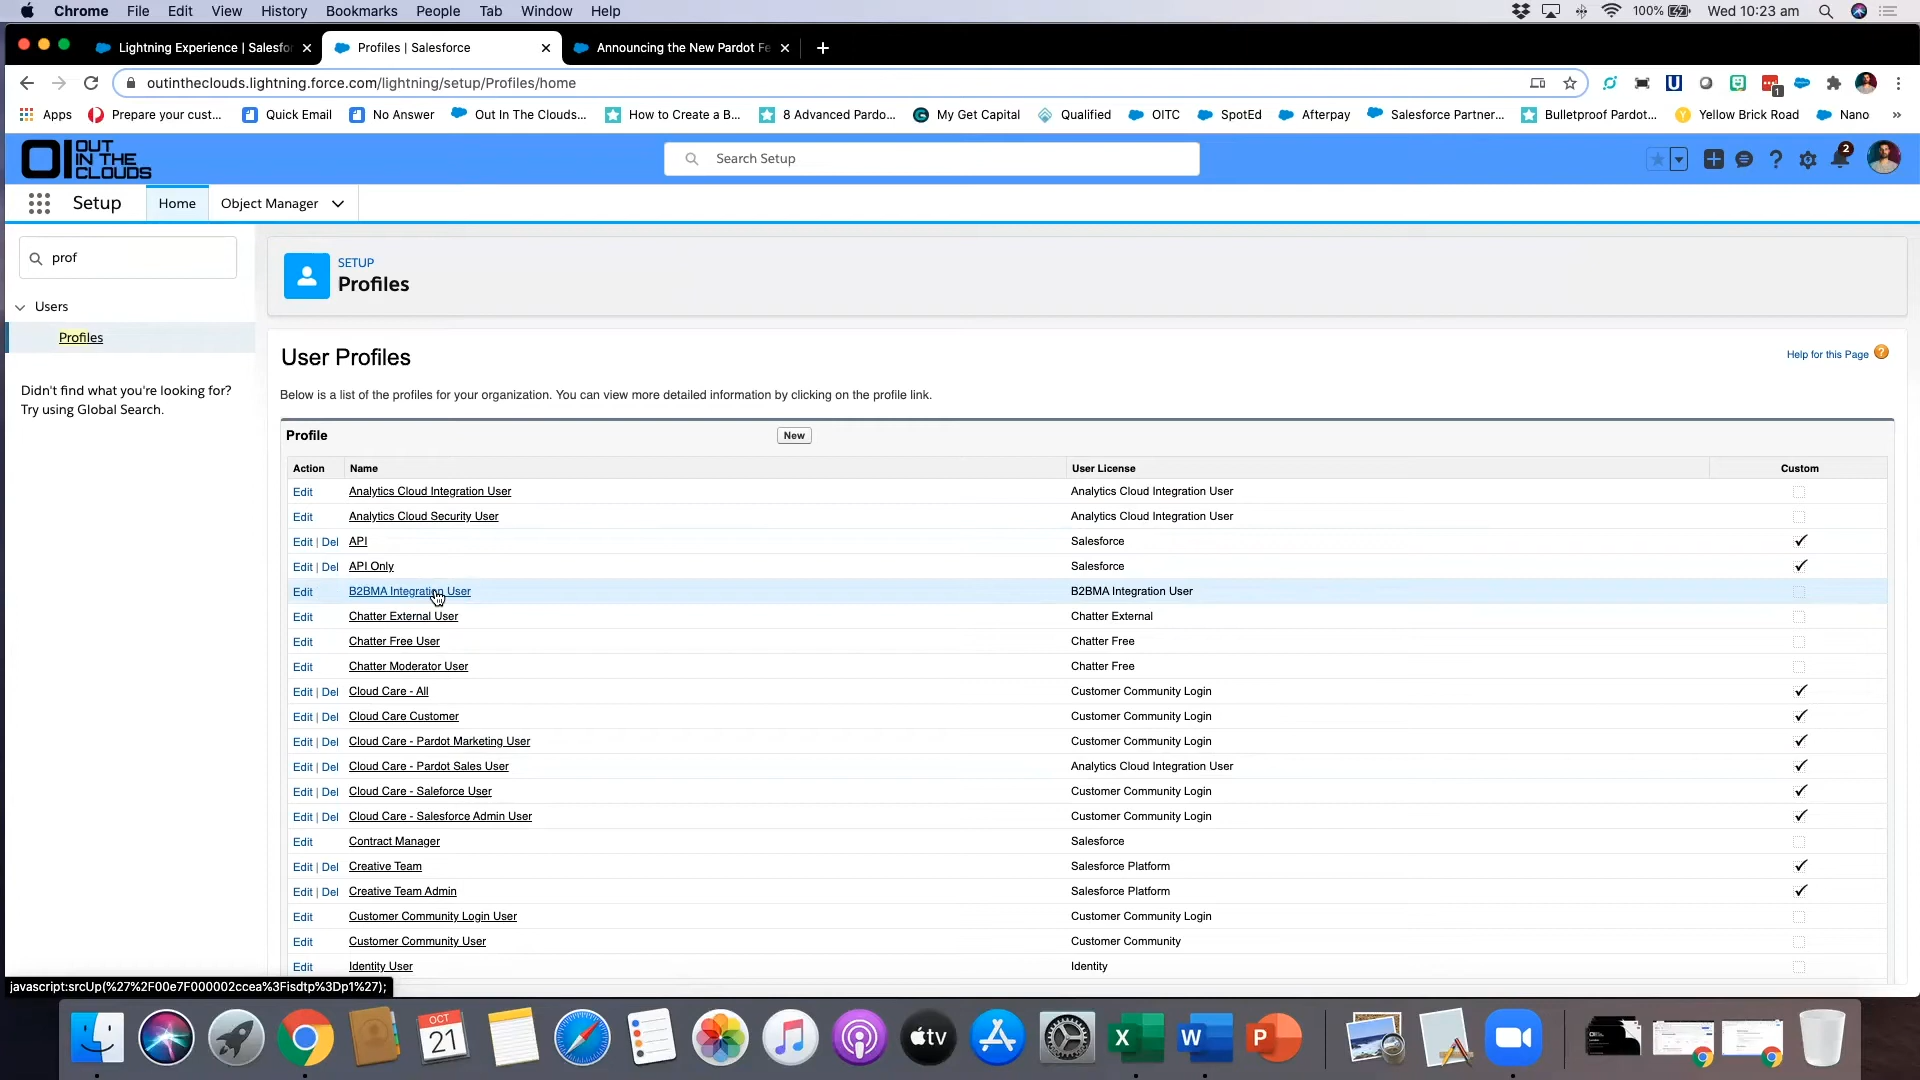 Chrome File Edit View History Bookmarks People Tab Window Help 100% Wed 10:23 am
Lightning Experience | Salesfo Profiles | Salesforce Announcing the New Pardot Fe
outintheclouds.lightning.force.com/lightning/setup/Profiles/home
Apps Prepare your cust... Quick Email No Answer Out In The Clouds... How to Create a B... 8 Advanced Pardo... My Get Capital Qualified OITC SpotEd Afterpay Salesforce Partner... Bulletproof Pardot... Yellow Brick Road Nano »
OI OUT IN THE CLOUDS
Search Setup
2
Setup Home Object Manager
prof
Users
Profiles
Didn't find what you're looking for?
Try using Global Search.
SETUP
Profiles
User Profiles
Help for this Page ?
Below is a list of the profiles for your organization. You can view more detailed information by clicking on the profile link.
Profile New
Action Name User License Custom
Edit Analytics Cloud Integration User Analytics Cloud Integration User
Edit Analytics Cloud Security User Analytics Cloud Integration User
Edit | Del API Salesforce ✓
Edit | Del API Only Salesforce ✓
Edit B2BMA Integration User B2BMA Integration User
Edit Chatter External User Chatter External
Edit Chatter Free User Chatter Free
Edit Chatter Moderator User Chatter Free
Edit | Del Cloud Care - All Customer Community Login ✓
Edit | Del Cloud Care Customer Customer Community Login ✓
Edit | Del Cloud Care - Pardot Marketing User Customer Community Login ✓
Edit | Del Cloud Care - Pardot Sales User Analytics Cloud Integration User ✓
Edit | Del Cloud Care - Saleforce User Customer Community Login ✓
Edit | Del Cloud Care - Salesforce Admin User Customer Community Login ✓
Edit Contract Manager Salesforce
Edit | Del Creative Team Salesforce Platform ✓
Edit | Del Creative Team Admin Salesforce Platform ✓
Edit Customer Community Login User Customer Community Login
Edit Customer Community User Customer Community
Edit Identity User Identity
javascript:srcUp(%27%2F00e7F000002ccea%3Fisdtp%3Dp1%27);
OCT
21
tv
X
W
P